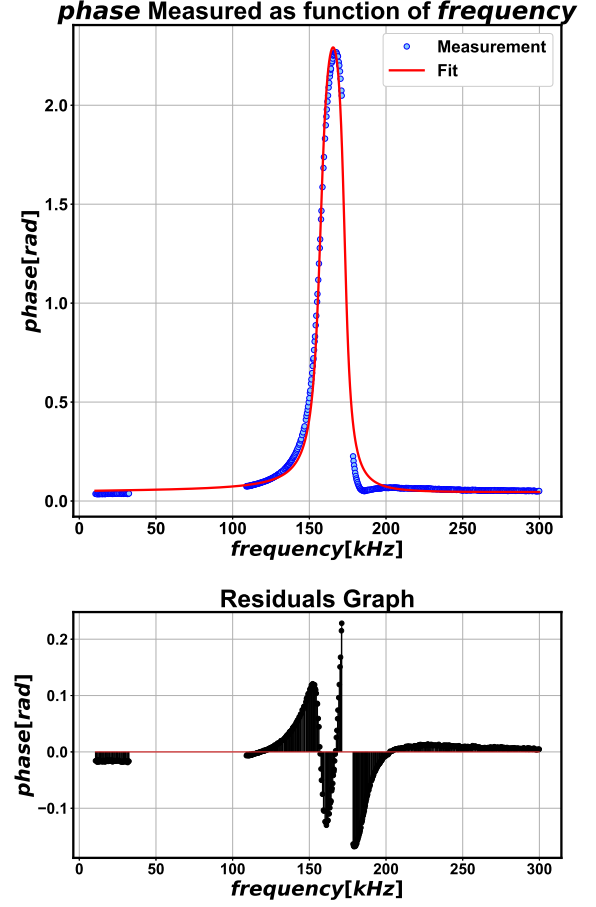 phase Measured as function of frequency
Measurement
Fit
2.0
1.5
1.0
0.5
0.0
phase[rad]
0 50 100 150 200 250 300
frequency[kHz]
Residuals Graph
0.2
0.1
0.0
−0.1
phase[rad]
0 50 100 150 200 250 300
frequency[kHz]